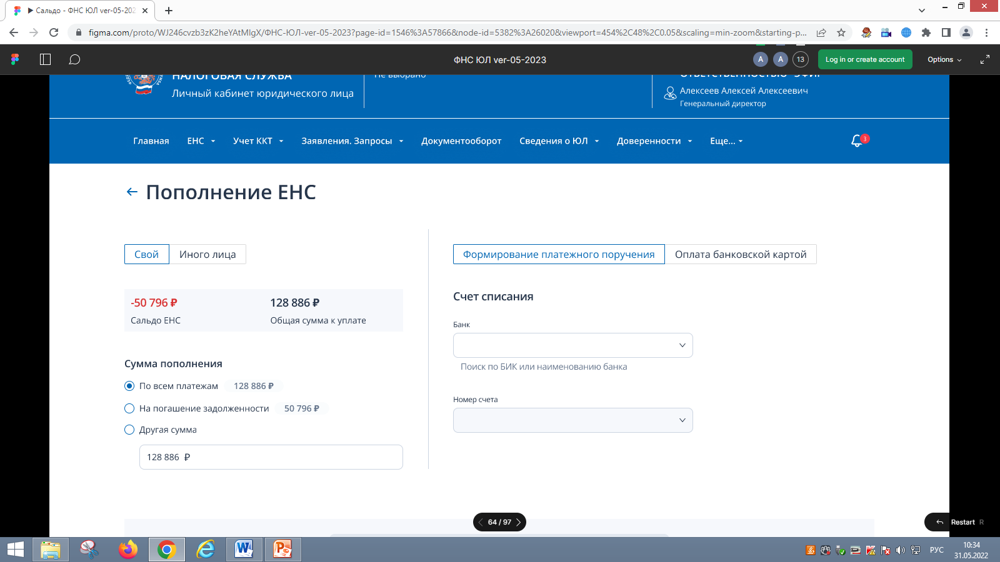 Сальдо - ФНС ЮЛ ver-05-202
figma.com/proto/WJ246cvzb3zK2heYAtMIgX/ФНС-ЮЛ-ver-05-2023?page-id=1546%3A57866&node-id=5382%3A26020&viewport=454%2C48%2C0.05&scaling=min-zoom&starting-p...
ФНС ЮЛ ver-05-2023
A A 13
Log in or create account
Options
НАЛОГОВАЯ СЛУЖБА
Личный кабинет юридического лица
Не выбрано
ОТВЕТСТВЕННОСТЬЮ "ЭФИР"
Алексеев Алексей Алексеевич
Генеральный директор
Главная ЕНС Учет ККТ Заявления. Запросы Документооборот Сведения о ЮЛ Доверенности Еще... 3
Пополнение ЕНС
Свой Иного лица
-50 796 ₽ 128 886 ₽
Сальдо ЕНС Общая сумма к уплате
Сумма пополнения
По всем платежам 128 886 ₽
На погашение задолженности 50 796 ₽
Другая сумма
128 886 ₽
Формирование платежного поручения Оплата банковской картой
Счет списания
Банк
Поиск по БИК или наименованию банка
Номер счета
64 / 97
Restart R
РУС
10:34
31.05.2022